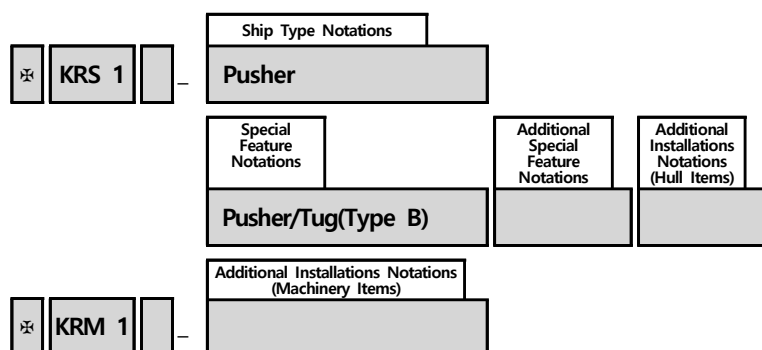 Ship Type Notations
✠ KRS 1 _ Pusher
Special
Feature
Notations
Additional
Special
Feature
Notations
Additional
Installations
Notations
(Hull Items)
Pusher/Tug(Type B)
Additional Installations Notations
(Machinery Items)
✠ KRM 1 _